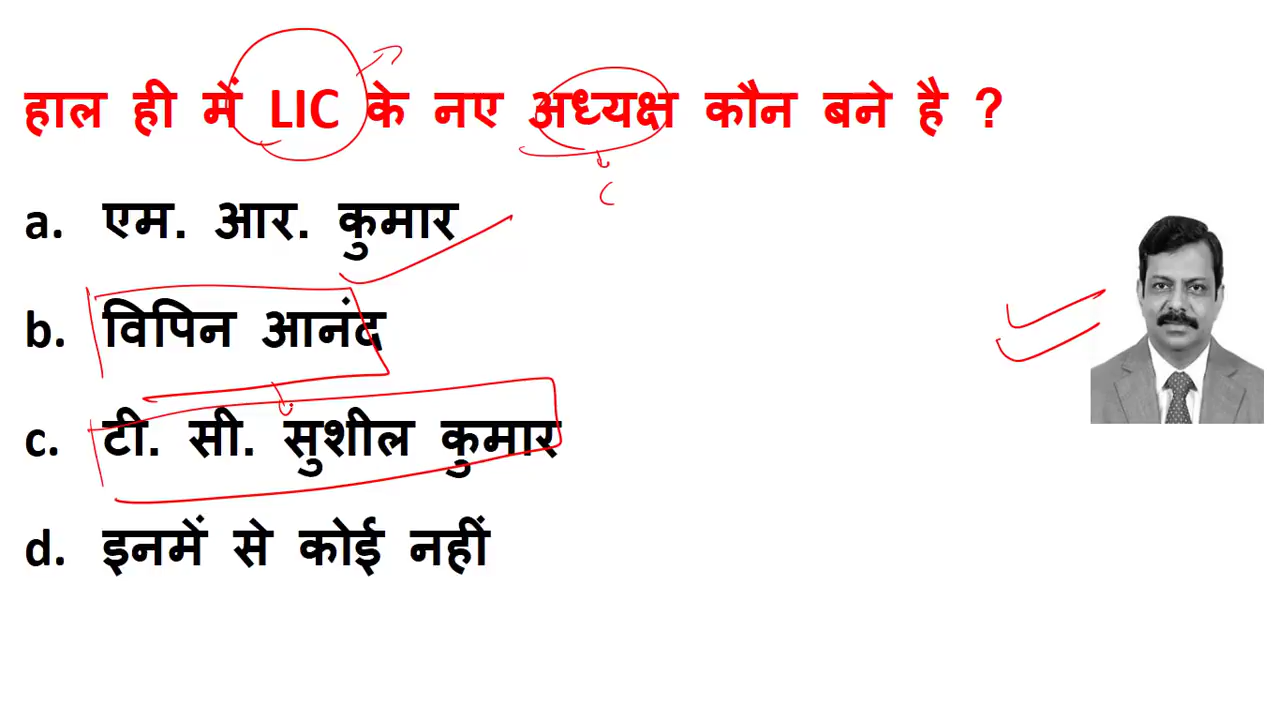 हाल ही में LIC के नए अध्यक्ष कौन बने है ?
a. एम. आर. कुमार
b. विपिन आनंद
c. टी. सी. सुशील कुमार
d. इनमें से कोई नहीं